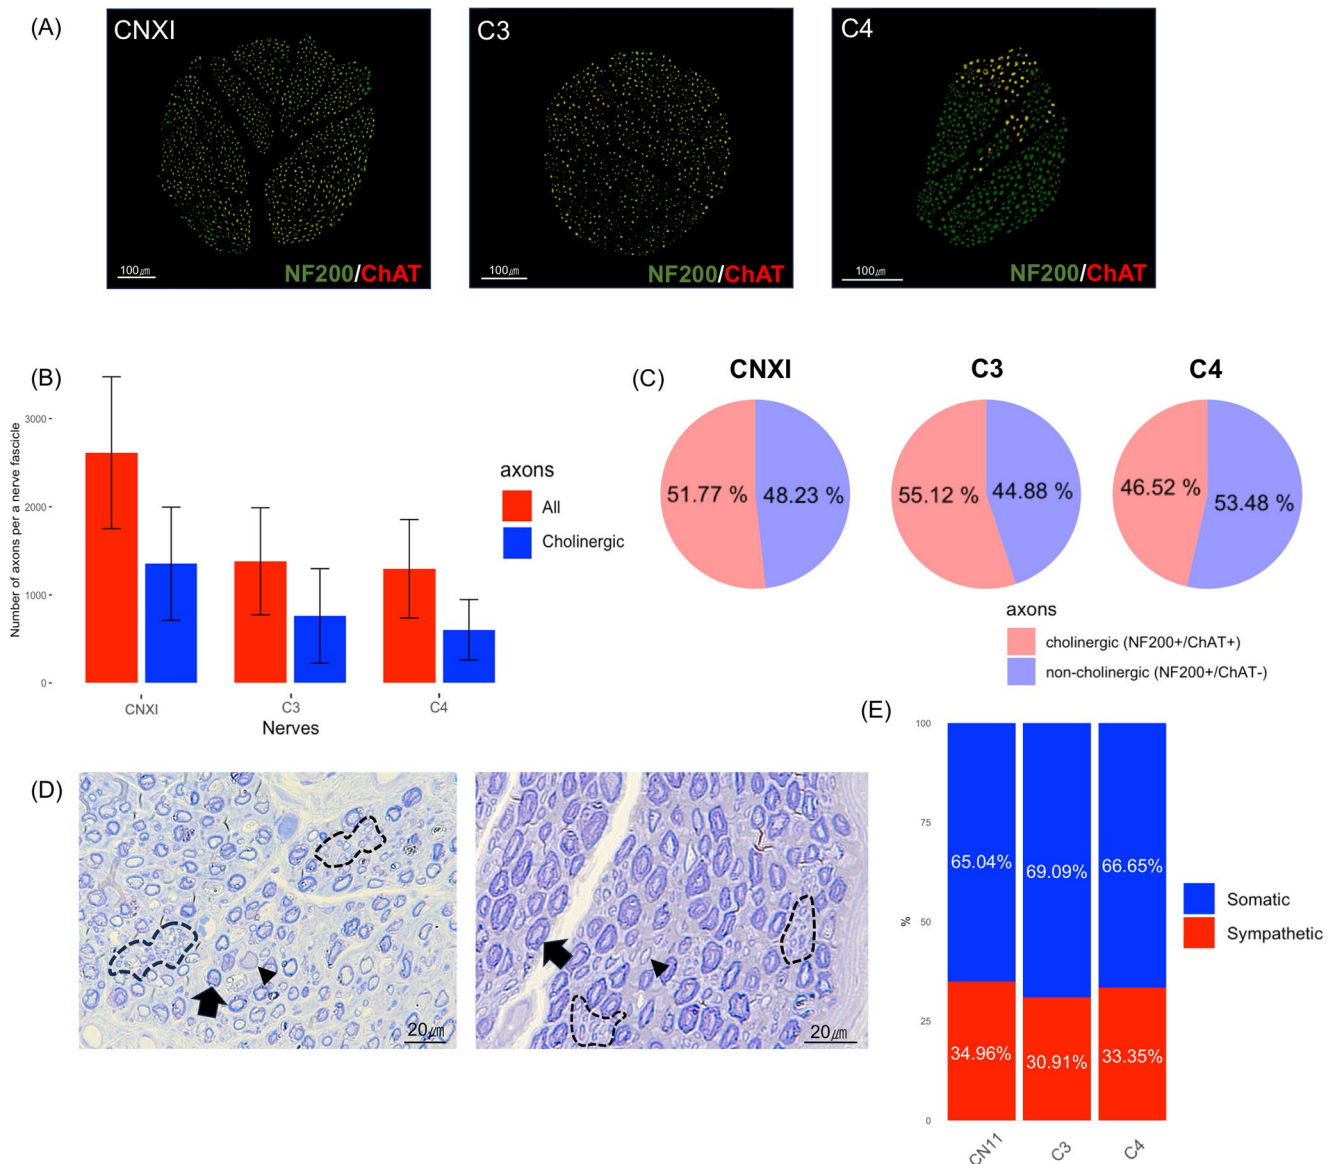 (A)
CNXI
C3
C4
100㎛
NF200/ChAT
100㎛
NF200/ChAT
100㎛
NF200/ChAT
(B)
Number of axons per a nerve fascicle
3000
2000
1000
0
CNXI
C3
C4
Nerves
axons
All
Cholinergic
(C)
CNXI
C3
C4
51.77 %
48.23 %
55.12 %
44.88 %
46.52 %
53.48 %
axons
cholinergic (NF200+/ChAT+)
non-cholinergic (NF200+/ChAT-)
(D)
20㎛
20㎛
(E)
%
100
75
50
25
0
65.04%
69.09%
66.65%
34.96%
30.91%
33.35%
CN11
C3
C4
Somatic
Sympathetic